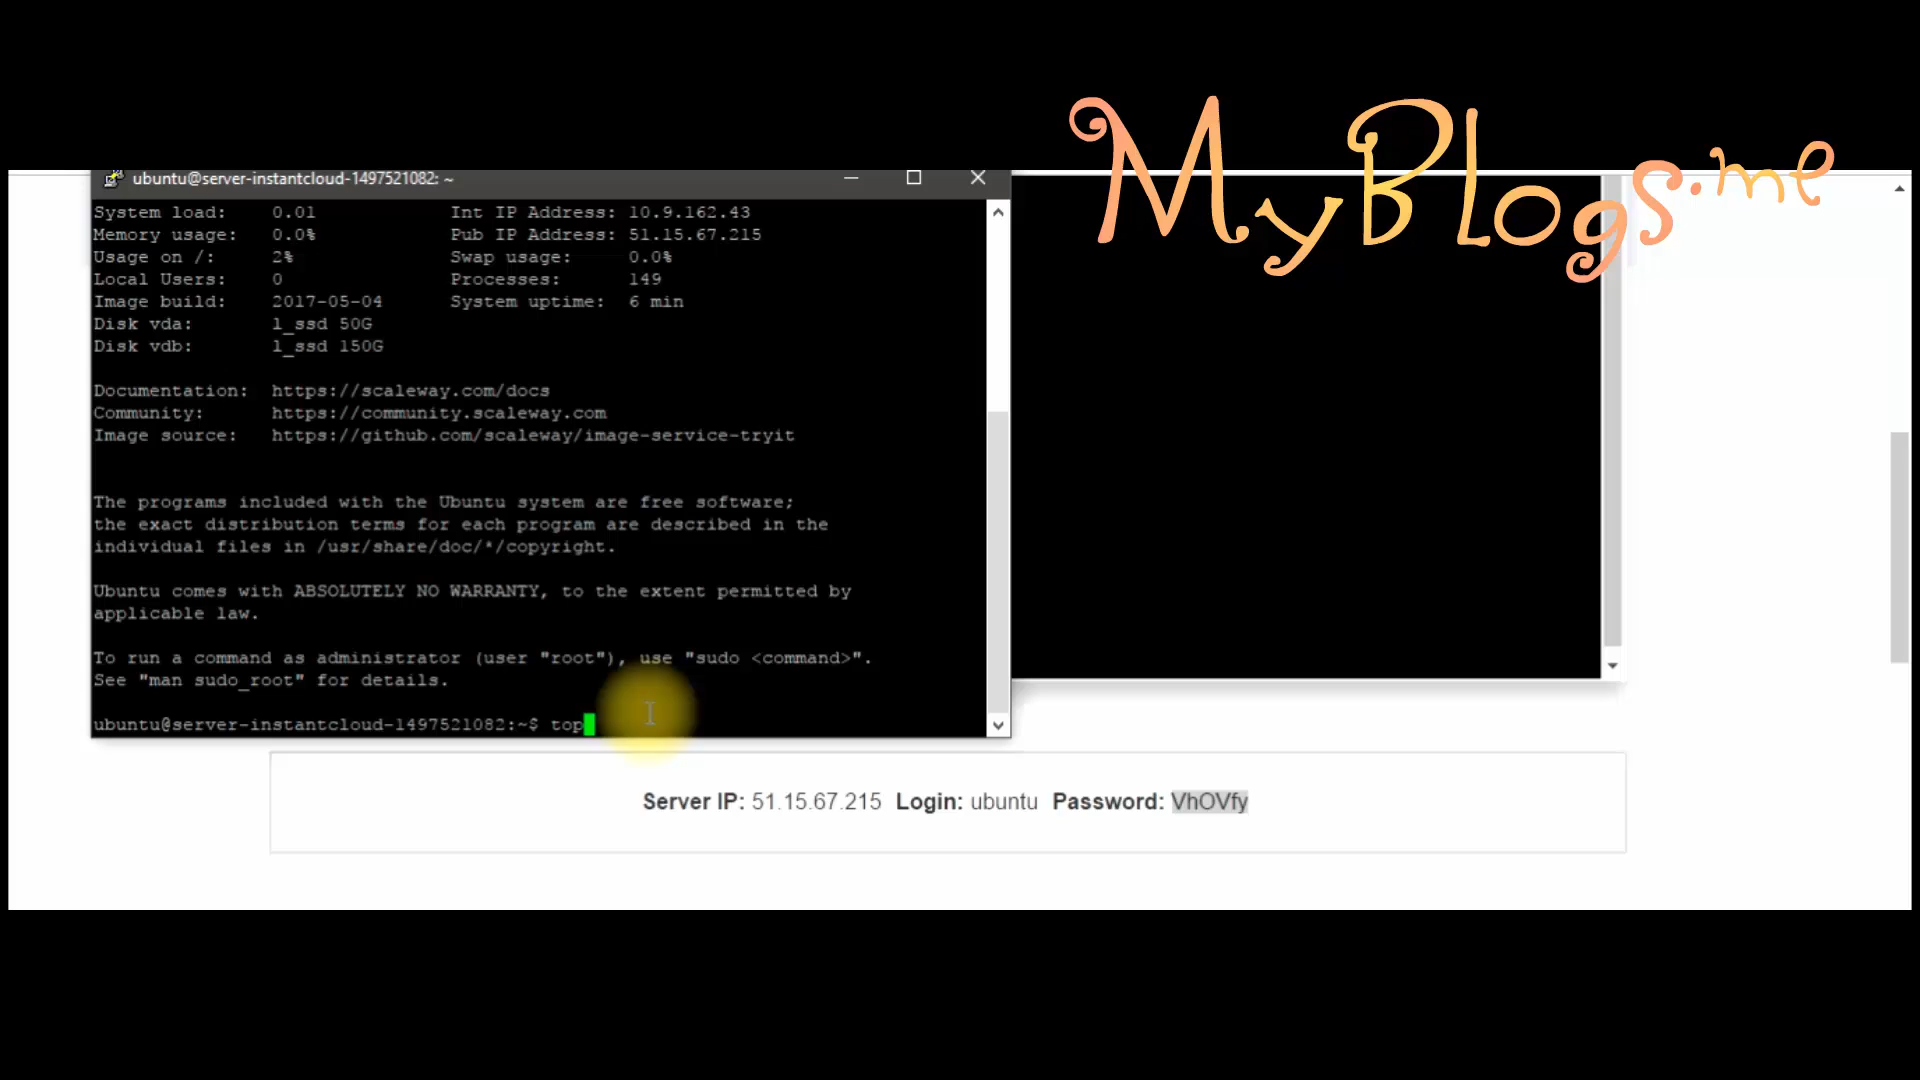 MyBlogs.me
ubuntu@server-instantcloud-1497521082: ~
System load: 0.01 Int IP Address: 10.9.162.43
Memory usage: 0.0% Pub IP Address: 51.15.67.215
Usage on /: 2% Swap usage: 0.0%
Local Users: 0 Processes: 149
Image build: 2017-05-04 System uptime: 6 min
Disk vda: l_ssd 50G
Disk vdb: l_ssd 150G
Documentation: https://scaleway.com/docs
Community: https://community.scaleway.com
Image source: https://github.com/scaleway/image-service-tryit
The programs included with the Ubuntu system are free software;
the exact distribution terms for each program are described in the
individual files in /usr/share/doc/*/copyright.
Ubuntu comes with ABSOLUTELY NO WARRANTY, to the extent permitted by
applicable law.
To run a command as administrator (user "root"), use "sudo <command>".
See "man sudo_root" for details.
ubuntu@server-instantcloud-1497521082:~$ top
Server IP: 51.15.67.215 Login: ubuntu Password: VhOVfy